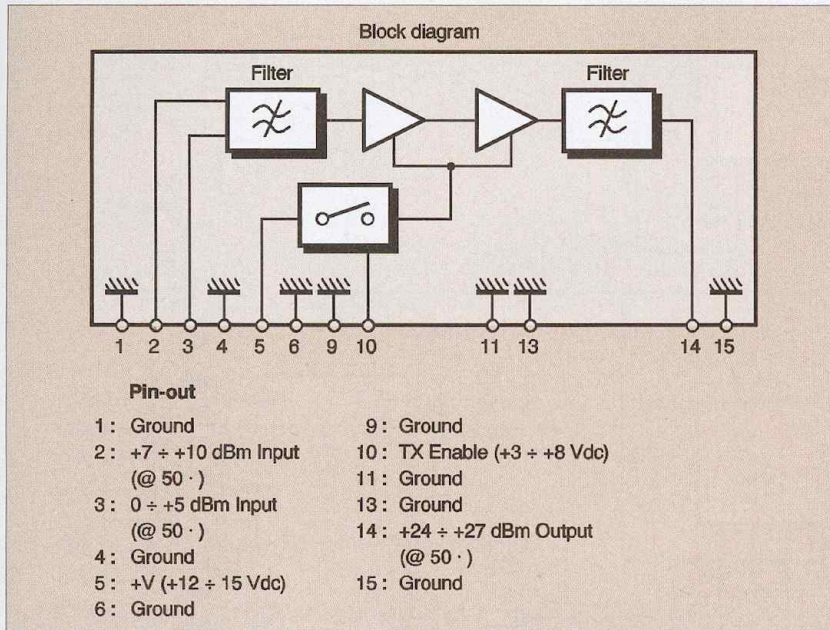 Block diagram
Filter
Filter
1 2 3 4 5 6 9 10 11 13 14 15
Pin-out
1: Ground
2: +7 ÷ +10 dBm Input
(@ 50 · )
3: 0 ÷ +5 dBm Input
(@ 50 · )
4: Ground
5: +V (+12 ÷ 15 Vdc)
6: Ground
9: Ground
10: TX Enable (+3 ÷ +8 Vdc)
11: Ground
13: Ground
14: +24 ÷ +27 dBm Output
(@ 50 · )
15: Ground